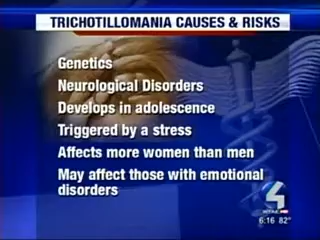 TRICHOTILLOMANIA CAUSES & RISKS
Genetics
Neurological Disorders
Develops in adolescence
Triggered by a stress
Affects more women than men
May affect those with emotional
disorders
4
6:16 82°